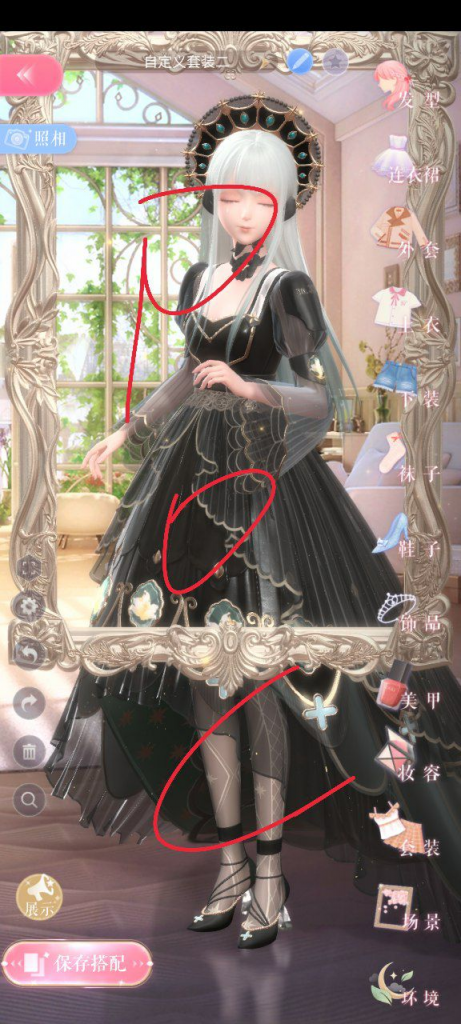 自定义套装二
照相
发型
连衣裙
外套
上衣
下装
袜子
鞋子
饰品
美甲
妆容
套装
场景
环境
展示
保存搭配
PDC